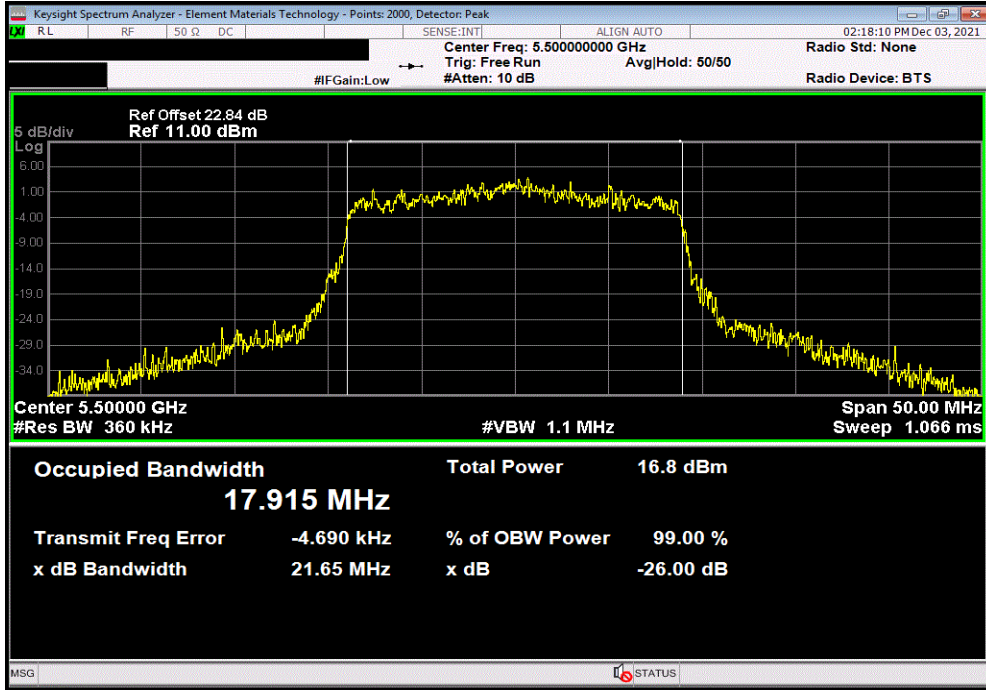 Keysight Spectrum Analyzer - Element Materials Technology - Points: 2000, Detector: Peak
LXI RL RF 50 Ω DC SENSE:INT ALIGN AUTO 02:18:10 PM Dec 03, 2021
Center Freq: 5.500000000 GHz Radio Std: None
Trig: Free Run Avg|Hold: 50/50
#IFGain:Low #Atten: 10 dB Radio Device: BTS
Ref Offset 22.84 dB
5 dB/div Ref 11.00 dBm
Log
6.00
1.00
-4.00
-9.00
-14.0
-19.0
-24.0
-29.0
-34.0
Center 5.50000 GHz Span 50.00 MHz
#Res BW 360 kHz #VBW 1.1 MHz Sweep 1.066 ms
Occupied Bandwidth Total Power 16.8 dBm
17.915 MHz
Transmit Freq Error -4.690 kHz % of OBW Power 99.00 %
x dB Bandwidth 21.65 MHz x dB -26.00 dB
MSG STATUS